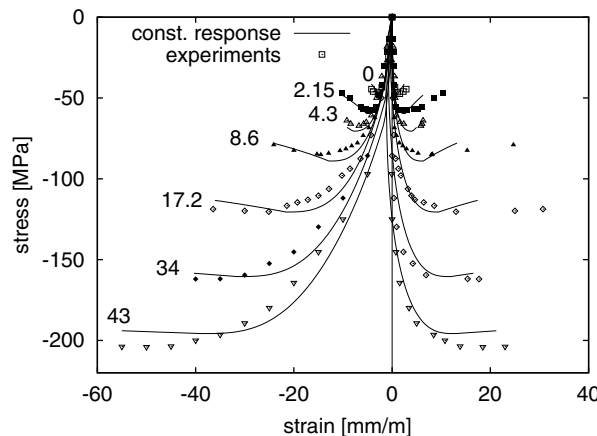 0
const. response
experiments
0
2.15
-50
4.3
8.6
-100
17.2
-150
34
43
-200
-60 -40 -20 0 20 40
stress [MPa]
strain [mm/m]